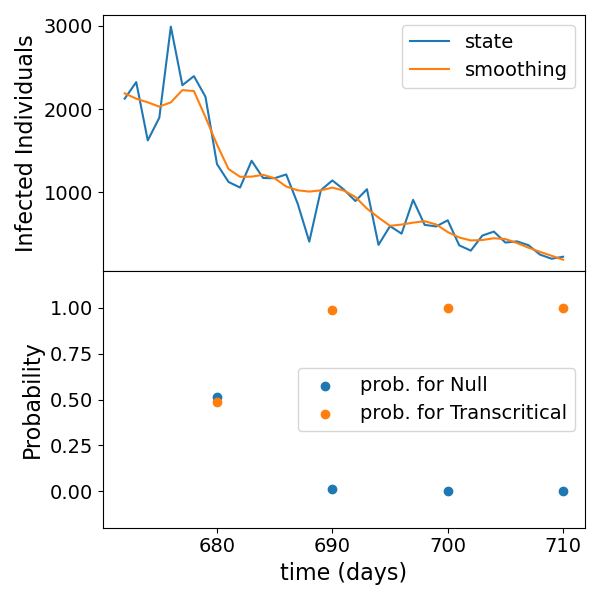 3000
2000
1000
Infected Individuals
state
smoothing
1.00
0.75
0.50
0.25
0.00
Probability
prob. for Null
prob. for Transcritical
680
690
700
710
time (days)